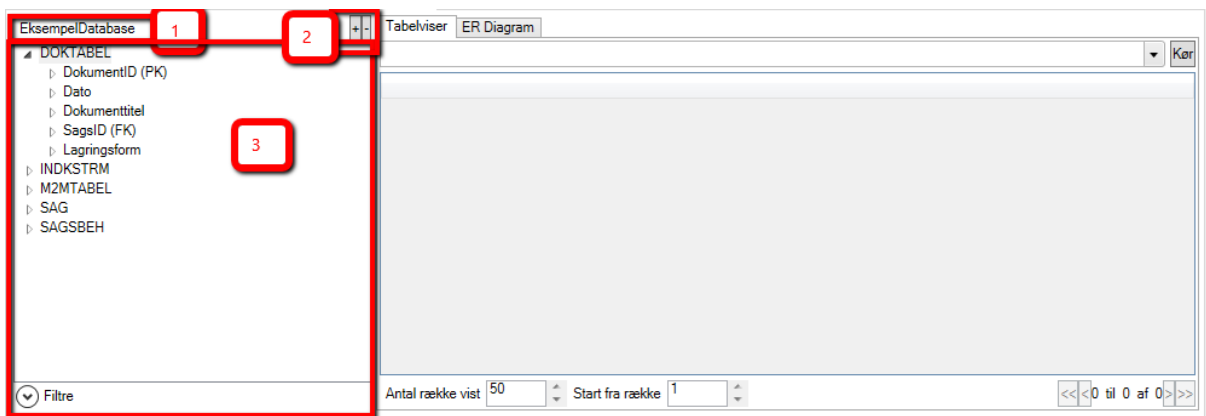 EksempelDatabase 1 2 + - Tabelviser ER Diagram
DOKTABEL Kør
DokumentID (PK)
Dato
Dokumenttitel
SagsID (FK)
Lagringsform
3
INDKSTRM
M2MTABEL
SAG
SAGSBEH
Filtre Antal række vist 50 Start fra række 1 << < 0 til 0 af 0 > >>